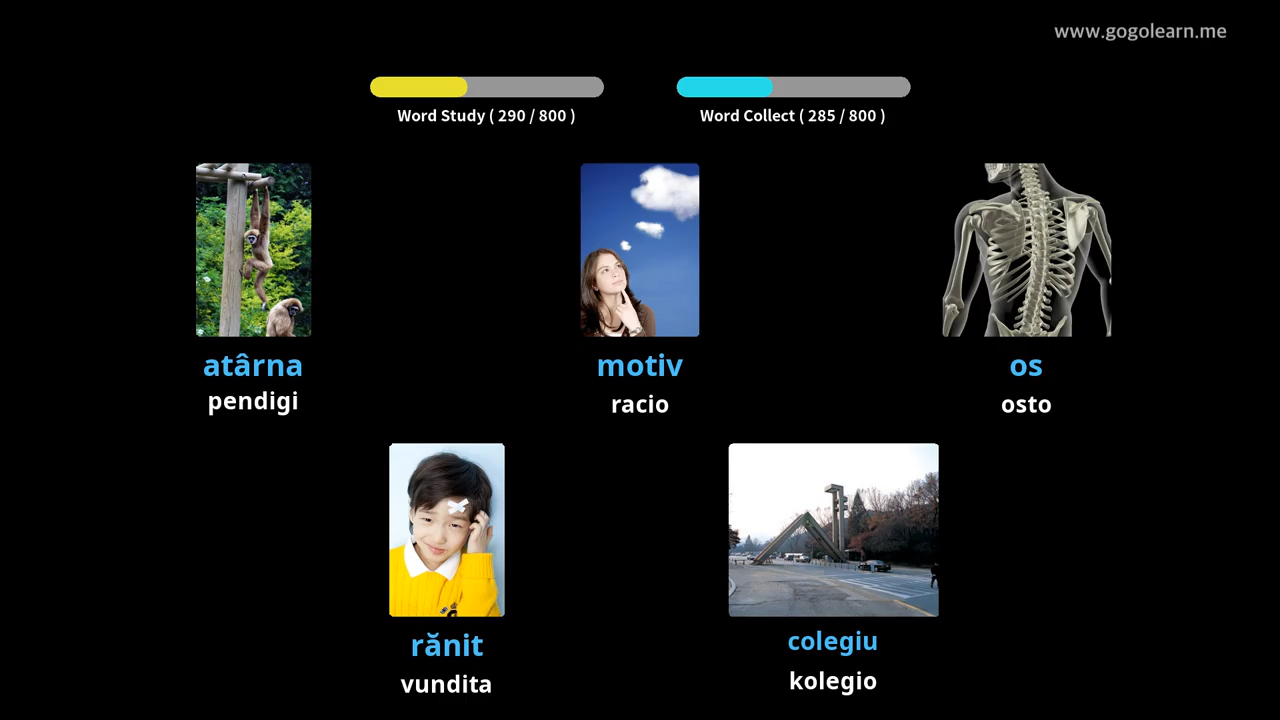 www.gogolearn.me
Word Study ( 290 / 800 )
Word Collect ( 285 / 800 )
atârna
pendigi
motiv
racio
os
osto
rănit
vundita
colegiu
kolegio